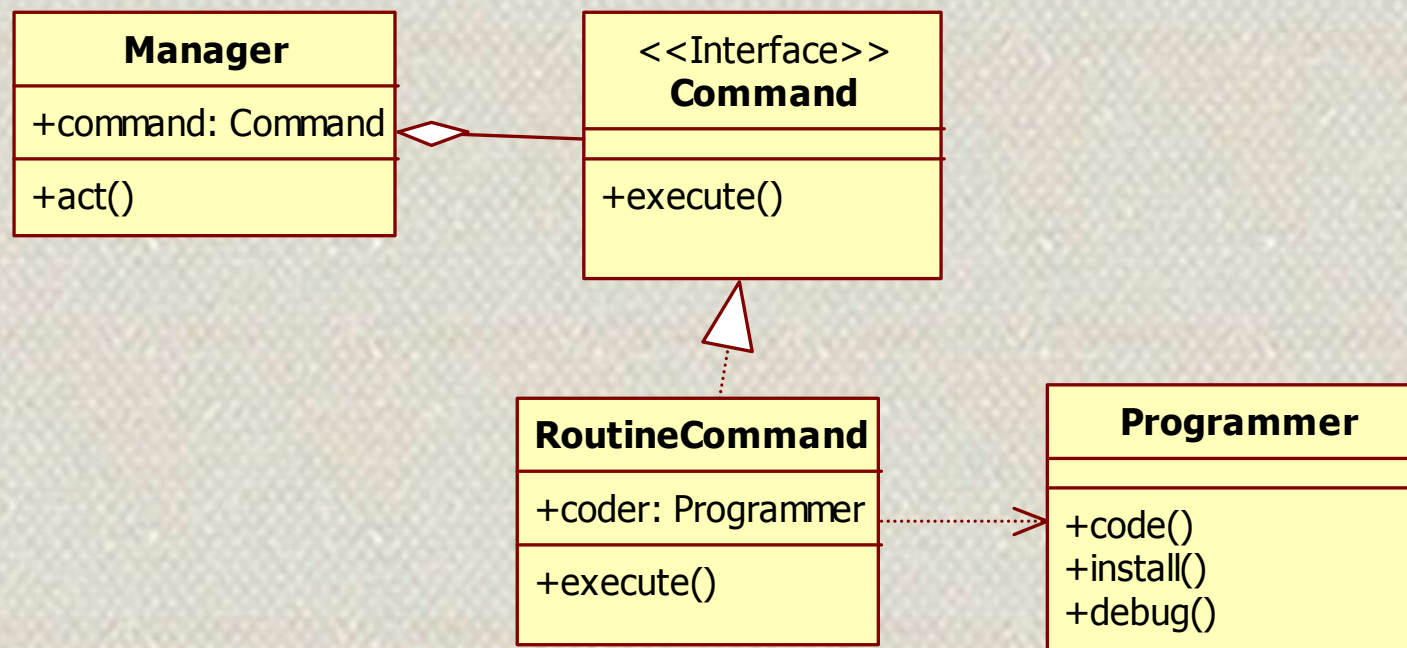 Manager
+command: Command
+act()
<<Interface>>
Command
+execute()
RoutineCommand
+coder: Programmer
+execute()
Programmer
+code()
+install()
+debug()